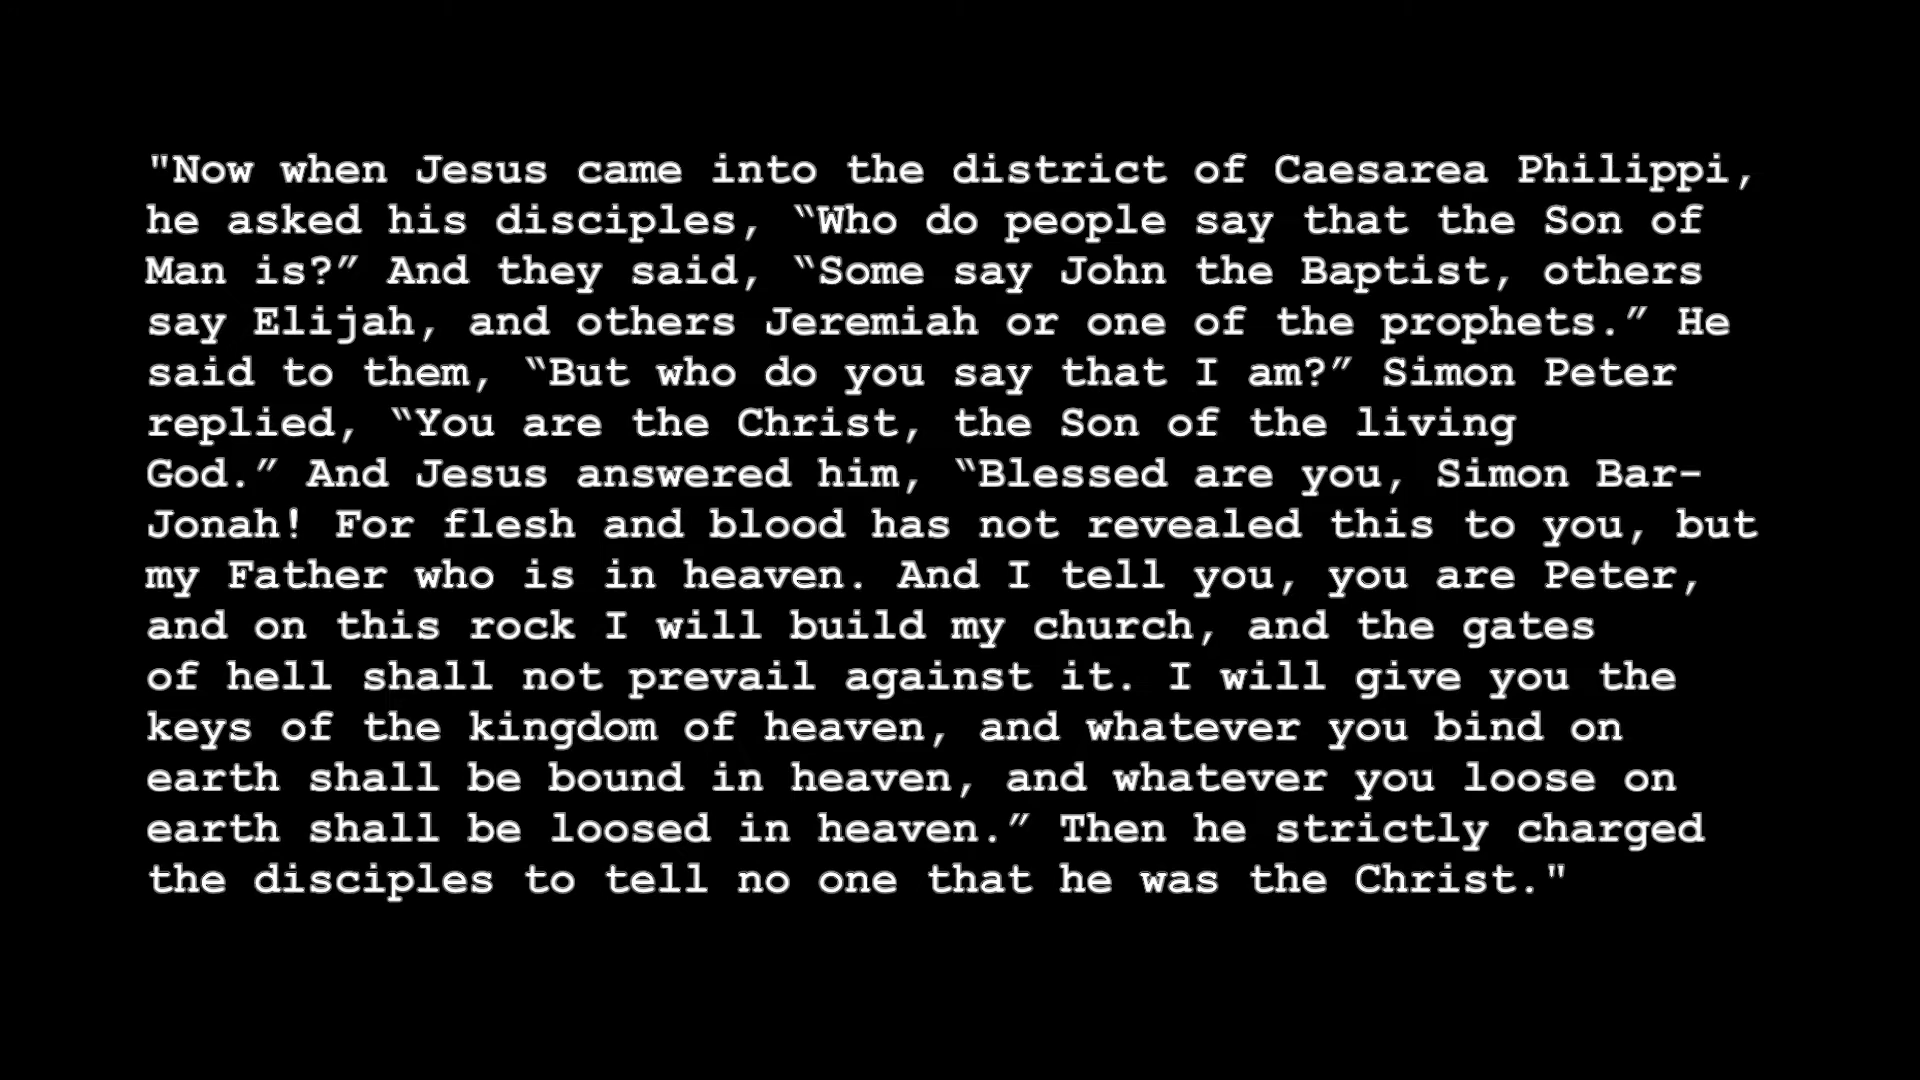 "Now when Jesus came into the district of Caesarea Philippi,
he asked his disciples, “Who do people say that the Son of
Man is?” And they said, “Some say John the Baptist, others
say Elijah, and others Jeremiah or one of the prophets.” He
said to them, “But who do you say that I am?” Simon Peter
replied, “You are the Christ, the Son of the living
God.” And Jesus answered him, “Blessed are you, Simon Bar-
Jonah! For flesh and blood has not revealed this to you, but
my Father who is in heaven. And I tell you, you are Peter,
and on this rock I will build my church, and the gates
of hell shall not prevail against it. I will give you the
keys of the kingdom of heaven, and whatever you bind on
earth shall be bound in heaven, and whatever you loose on
earth shall be loosed in heaven.” Then he strictly charged
the disciples to tell no one that he was the Christ."